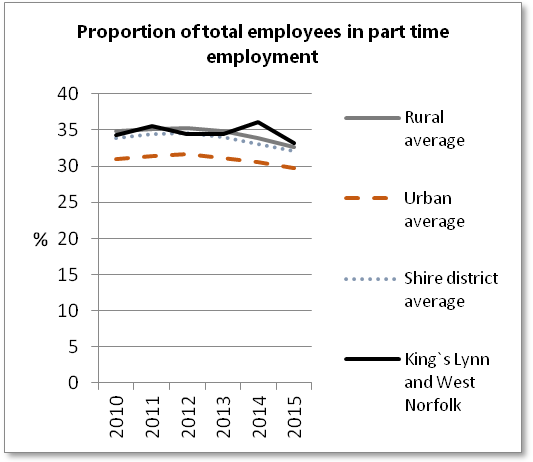 Proportion of total employees in part time
employment
40
35
30
25
20
15
10
5
0
%
2010
2011
2012
2013
2014
2015
Rural
average
Urban
average
Shire district
average
King`s Lynn
and West
Norfolk